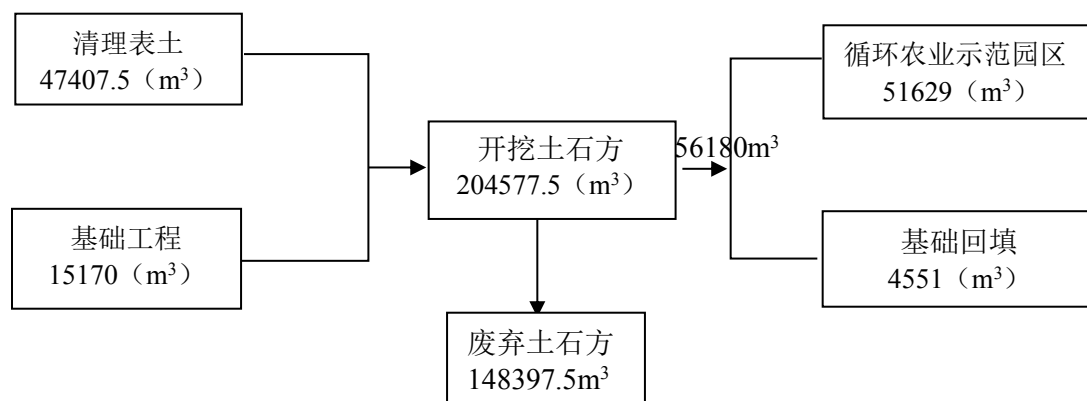 清理表土
47407.5（m³）
循环农业示范园区
51629（m³）
开挖土石方
204577.5（m³）
56180m³
基础工程
15170（m³）
基础回填
4551（m³）
废弃土石方
148397.5m³